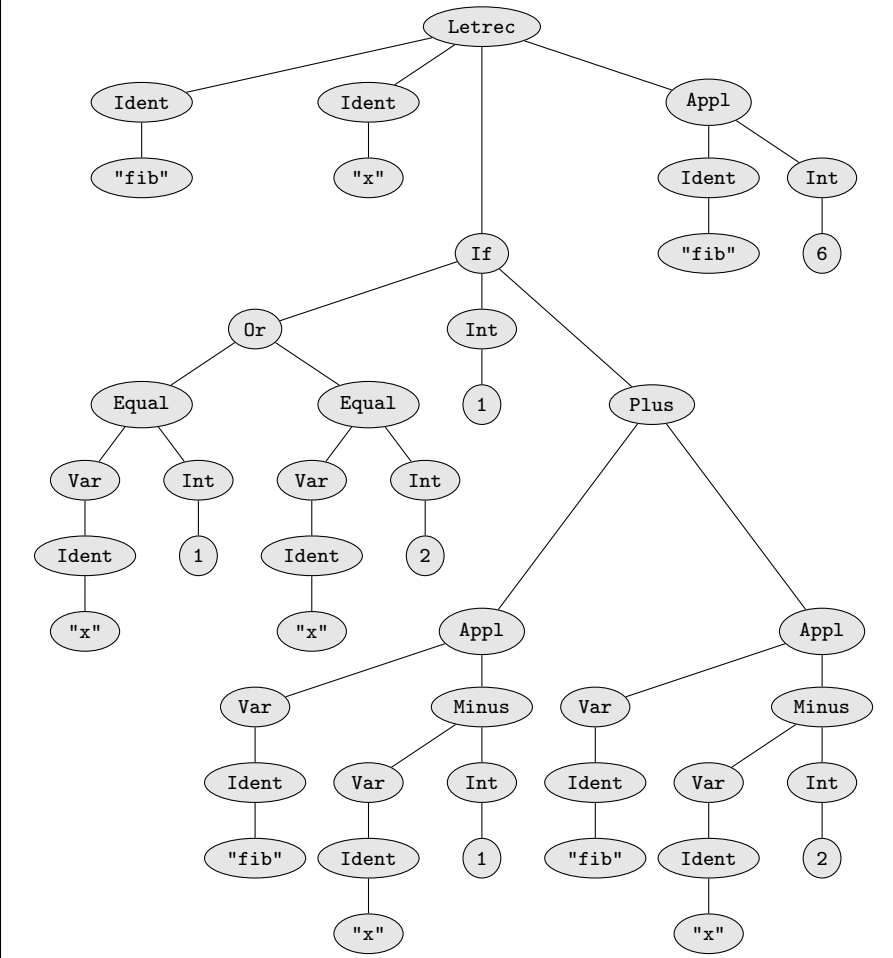 Letrec
Ident Ident Appl
"fib" "x" Ident Int
If "fib" 6
Or Int
Equal Equal 1 Plus
Var Int Var Int
Ident 1 Ident 2
"x" "x" Appl Appl
Var Minus Var Minus
Ident Var Int Ident Var Int
"fib" Ident 1 "fib" Ident 2
"x" "x"